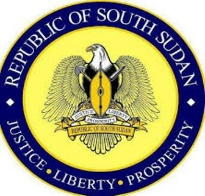 REPUBLIC OF SOUTH SUDAN
JUSTICE · LIBERTY · PROSPERITY
REPUBLIC OF SOUTH SUDAN